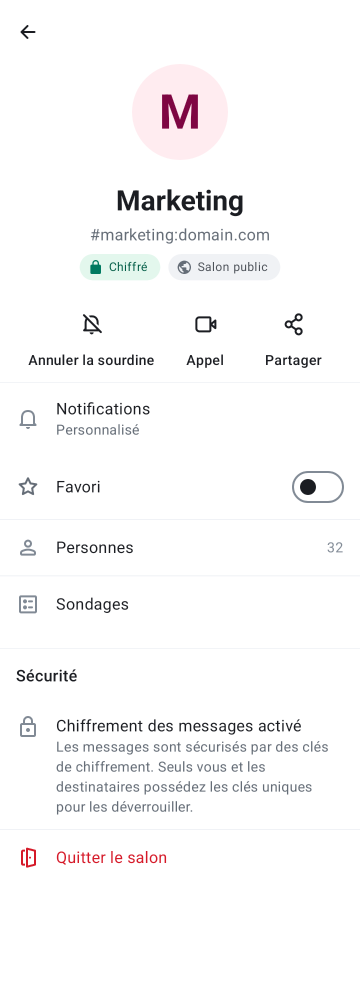 M
Marketing
#marketing:domain.com
Chiffré
Salon public
Annuler la sourdine
Appel
Partager
Notifications
Personnalisé
Favori
Personnes
32
Sondages
Sécurité
Chiffrement des messages activé
Les messages sont sécurisés par des clés
de chiffrement. Seuls vous et les
destinataires possédez les clés uniques
pour les déverrouiller.
Quitter le salon